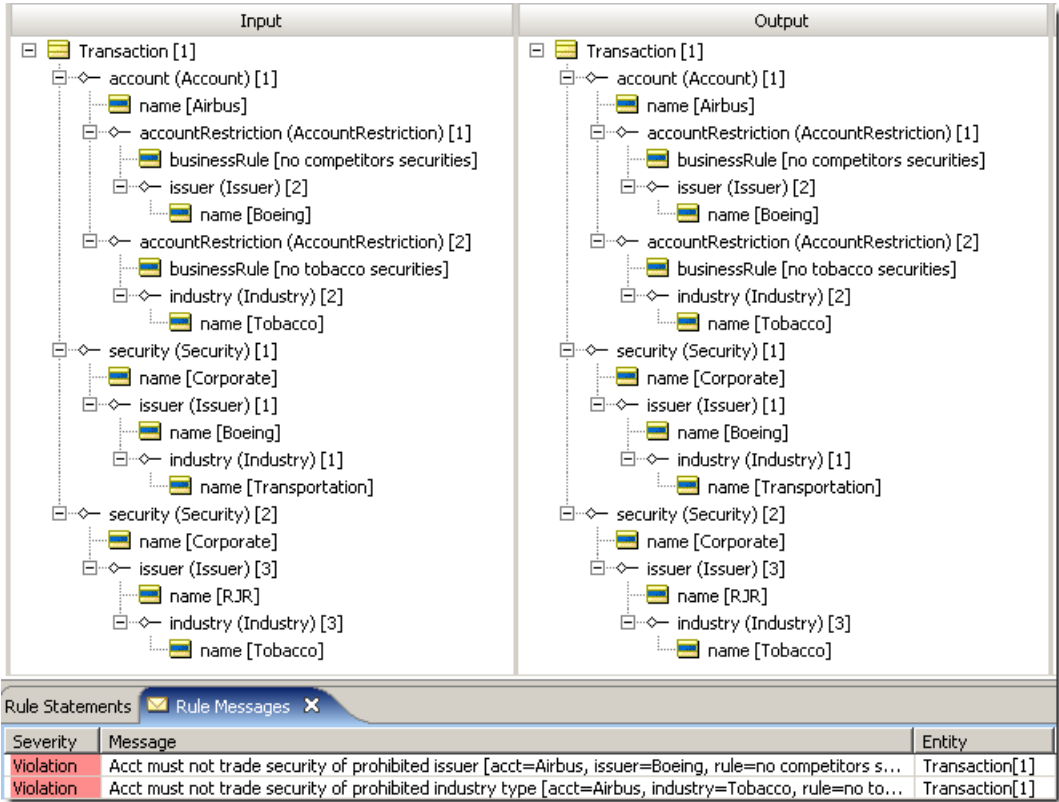 Input
Transaction [1]
account (Account) [1]
name [Airbus]
accountRestriction (AccountRestriction) [1]
businessRule [no competitors securities]
issuer (Issuer) [2]
name [Boeing]
accountRestriction (AccountRestriction) [2]
businessRule [no tobacco securities]
industry (Industry) [2]
name [Tobacco]
security (Security) [1]
name [Corporate]
issuer (Issuer) [1]
name [Boeing]
industry (Industry) [1]
name [Transportation]
security (Security) [2]
name [Corporate]
issuer (Issuer) [3]
name [RJR]
industry (Industry) [3]
name [Tobacco]
Output
Transaction [1]
account (Account) [1]
name [Airbus]
accountRestriction (AccountRestriction) [1]
businessRule [no competitors securities]
issuer (Issuer) [2]
name [Boeing]
accountRestriction (AccountRestriction) [2]
businessRule [no tobacco securities]
industry (Industry) [2]
name [Tobacco]
security (Security) [1]
name [Corporate]
issuer (Issuer) [1]
name [Boeing]
industry (Industry) [1]
name [Transportation]
security (Security) [2]
name [Corporate]
issuer (Issuer) [3]
name [RJR]
industry (Industry) [3]
name [Tobacco]
Rule Statements Rule Messages
Severity Message Entity
Violation Acct must not trade security of prohibited issuer [acct=Airbus, issuer=Boeing, rule=no competitors s... Transaction[1]
Violation Acct must not trade security of prohibited industry type [acct=Airbus, industry=Tobacco, rule=no to... Transaction[1]